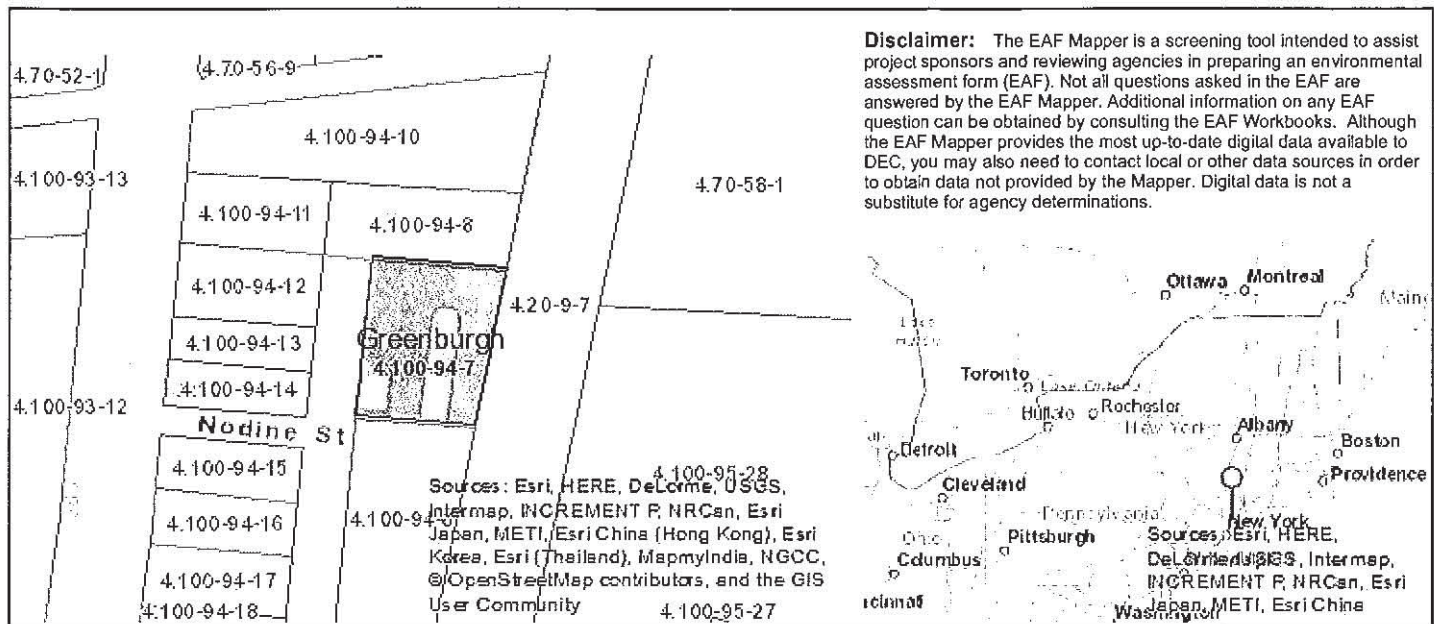 4.70-52-1
4.70-56-9
4.100-94-10
4.100-93-13
4.70-58-1
4.100-94-11
4.100-94-8
4.100-94-12
4.20-9-7
Greenburgh
4.100-94-13
4.100-94-7
4.100-94-14
4.100-93-12
Nodine St
4.100-94-15
4.100-95-28
4.100-94-16
4.100-94-6
4.100-94-17
4.100-94-18
4.100-95-27
Sources: Esri, HERE, DeLorme, USGS,
Intermap, INCREMENT P, NRCan, Esri
Japan, METI, Esri China (Hong Kong), Esri
Korea, Esri (Thailand), MapmyIndia, NGCC,
© OpenStreetMap contributors, and the GIS
User Community
Disclaimer: The EAF Mapper is a screening tool intended to assist
project sponsors and reviewing agencies in preparing an environmental
assessment form (EAF). Not all questions asked in the EAF are
answered by the EAF Mapper. Additional information on any EAF
question can be obtained by consulting the EAF Workbooks. Although
the EAF Mapper provides the most up-to-date digital data available to
DEC, you may also need to contact local or other data sources in order
to obtain data not provided by the Mapper. Digital data is not a
substitute for agency determinations.
Ottawa
Montreal
Toronto
Buffalo
Rochester
New York
Albany
Detroit
Boston
Providence
Cleveland
Pennsylvania
New York
Ohio
Pittsburgh
Columbus
Washington
Sources: Esri, HERE,
DeLorme, USGS, Intermap,
INCREMENT P, NRCan, Esri
Japan, METI, Esri China